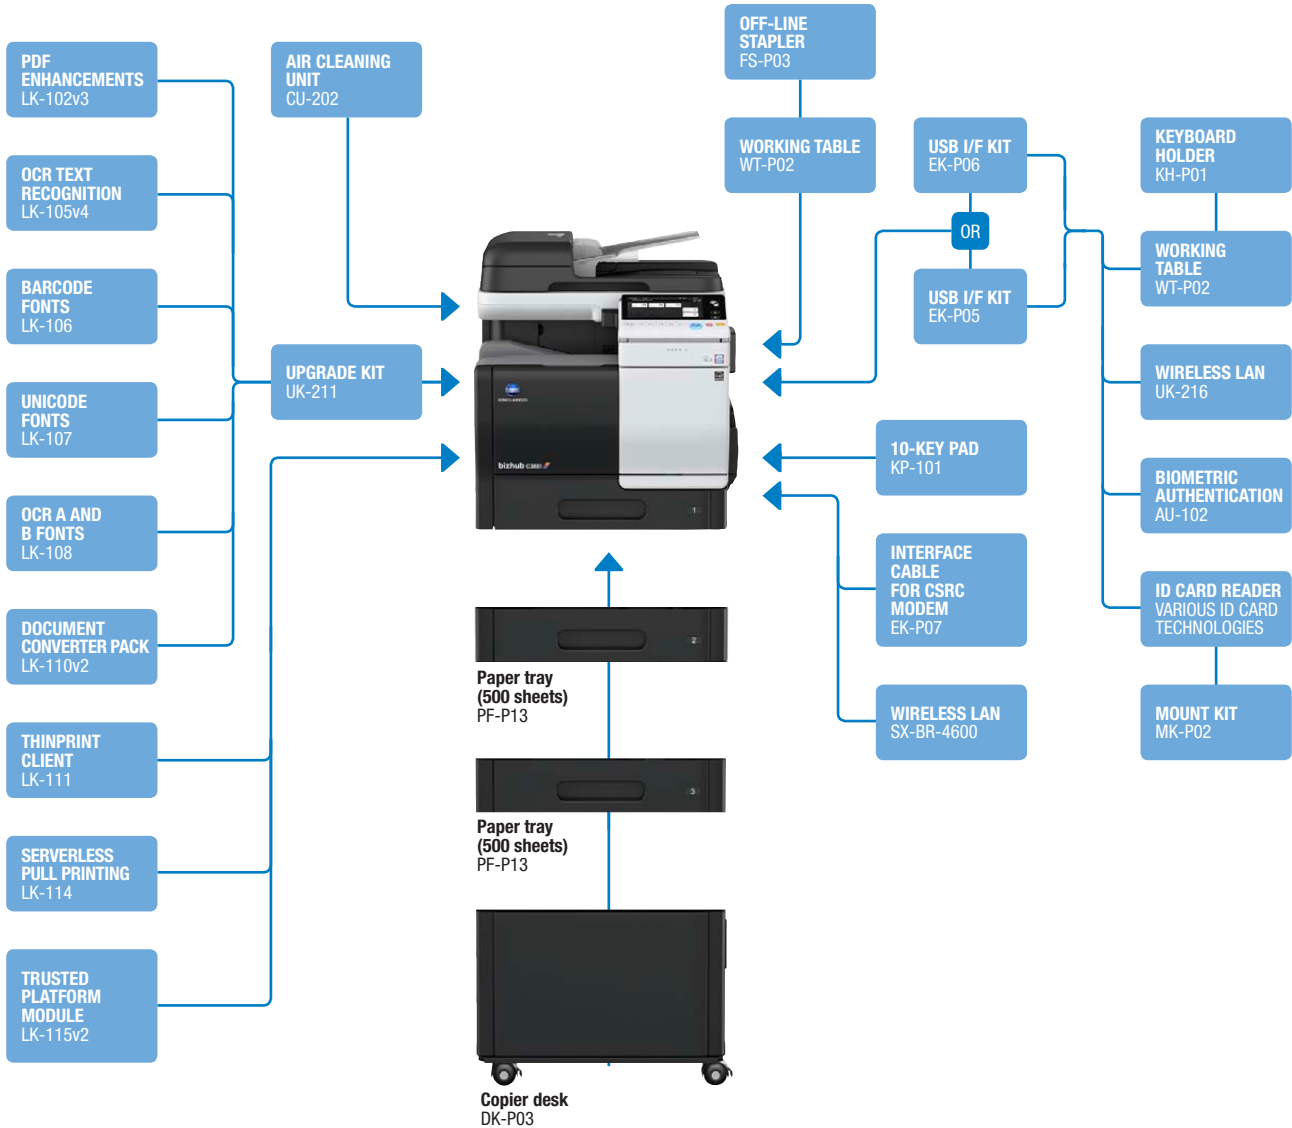 PDF
ENHANCEMENTS
LK-102v3
OCR TEXT
RECOGNITION
LK-105v4
BARCODE
FONTS
LK-106
UNICODE
FONTS
LK-107
OCR A AND
B FONTS
LK-108
DOCUMENT
CONVERTER PACK
LK-110v2
THINPRINT
CLIENT
LK-111
SERVERLESS
PULL PRINTING
LK-114
TRUSTED
PLATFORM
MODULE
LK-115v2
AIR CLEANING
UNIT
CU-202
UPGRADE KIT
UK-211
OFF-LINE
STAPLER
FS-P03
WORKING TABLE
WT-P02
KONICA MINOLTA
bizhub
1
2
Paper tray
(500 sheets)
PF-P13
3
Paper tray
(500 sheets)
PF-P13
Copier desk
DK-P03
USB I/F KIT
EK-P06
OR
USB I/F KIT
EK-P05
10-KEY PAD
KP-101
INTERFACE
CABLE
FOR CSRC
MODEM
EK-P07
WIRELESS LAN
SX-BR-4600
KEYBOARD
HOLDER
KH-P01
WORKING
TABLE
WT-P02
WIRELESS LAN
UK-216
BIOMETRIC
AUTHENTICATION
AU-102
ID CARD READER
VARIOUS ID CARD
TECHNOLOGIES
MOUNT KIT
MK-P02